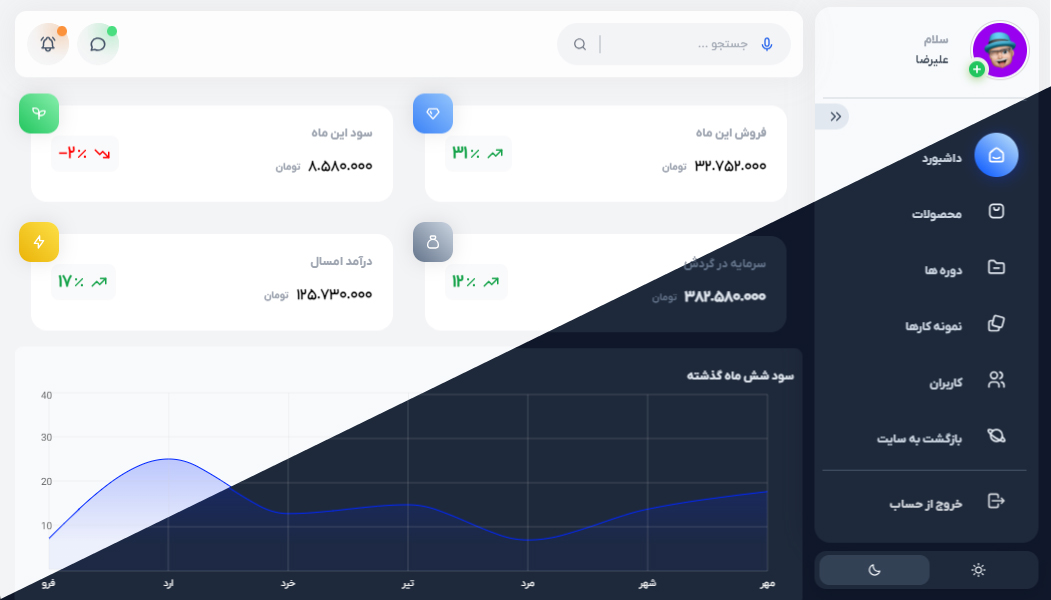 سلام
علیرضا
داشبورد
محصولات
دوره ها
نمونه کارها
کاربران
بازگشت به سایت
خروج از حساب
جستجو ...
فروش این ماه
۳۲.۷۵۲.۰۰۰ تومان
۳۱٪
سود این ماه
۸.۵۸۰.۰۰۰ تومان
−۲٪
سرمایه در گردش
۳۸۲.۵۸۰.۰۰۰ تومان
۱۲٪
درآمد امسال
۱۲۵.۷۳۰.۰۰۰ تومان
۱۷٪
سود شش ماه گذشته
40
30
20
10
فرو ارد خرد تیر مرد شهر مهر